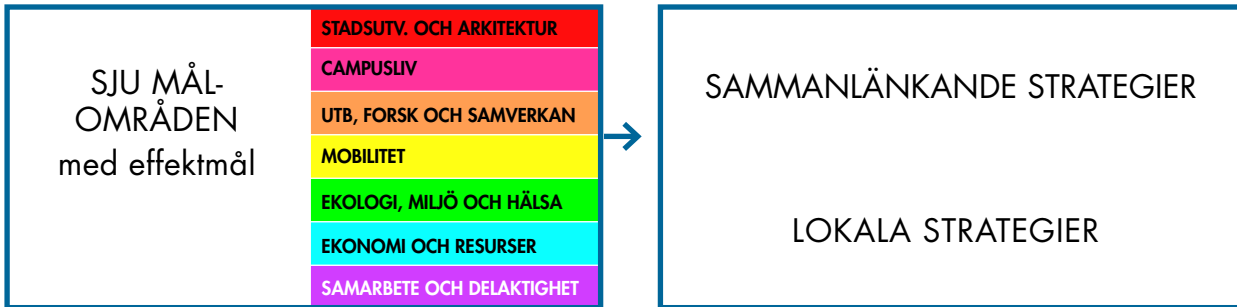 SJU MÅL-
OMRÅDEN
med effektmål
STADSUTV. OCH ARKITEKTUR
CAMPUSLIV
UTB, FORSK OCH SAMVERKAN
MOBILITET
EKOLOGI, MILJÖ OCH HÄLSA
EKONOMI OCH RESURSER
SAMARBETE OCH DELAKTIGHET
SAMMANLÄNKANDE STRATEGIER
LOKALA STRATEGIER